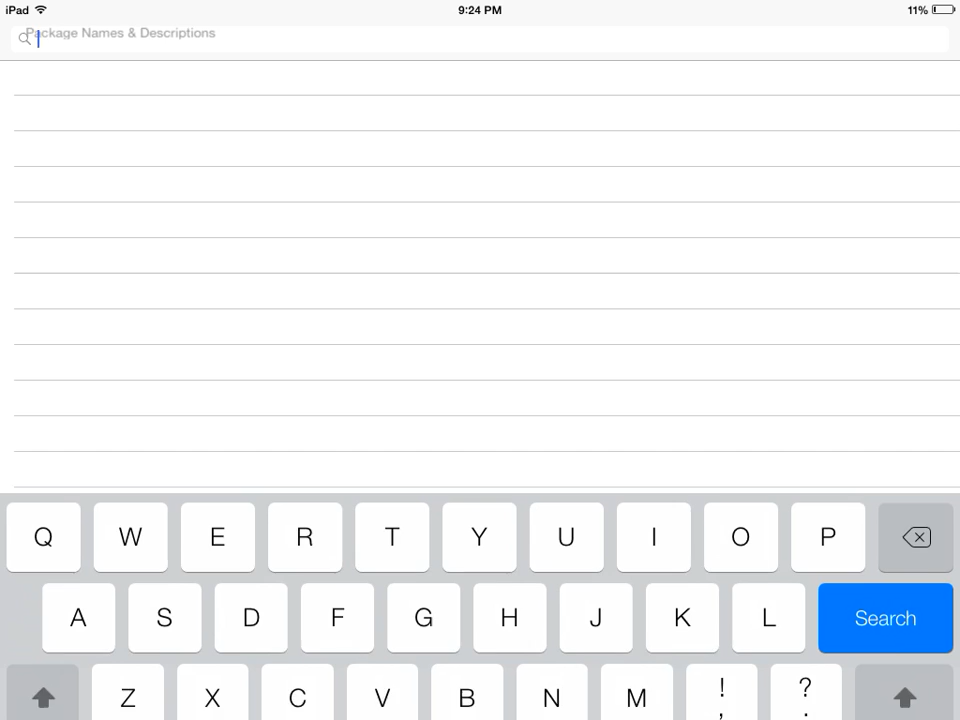 iPad 9:24 PM 11%
Package Names & Descriptions
Q W E R T Y U I O P
A S D F G H J K L Search
Z X C V B N M ! , ? .